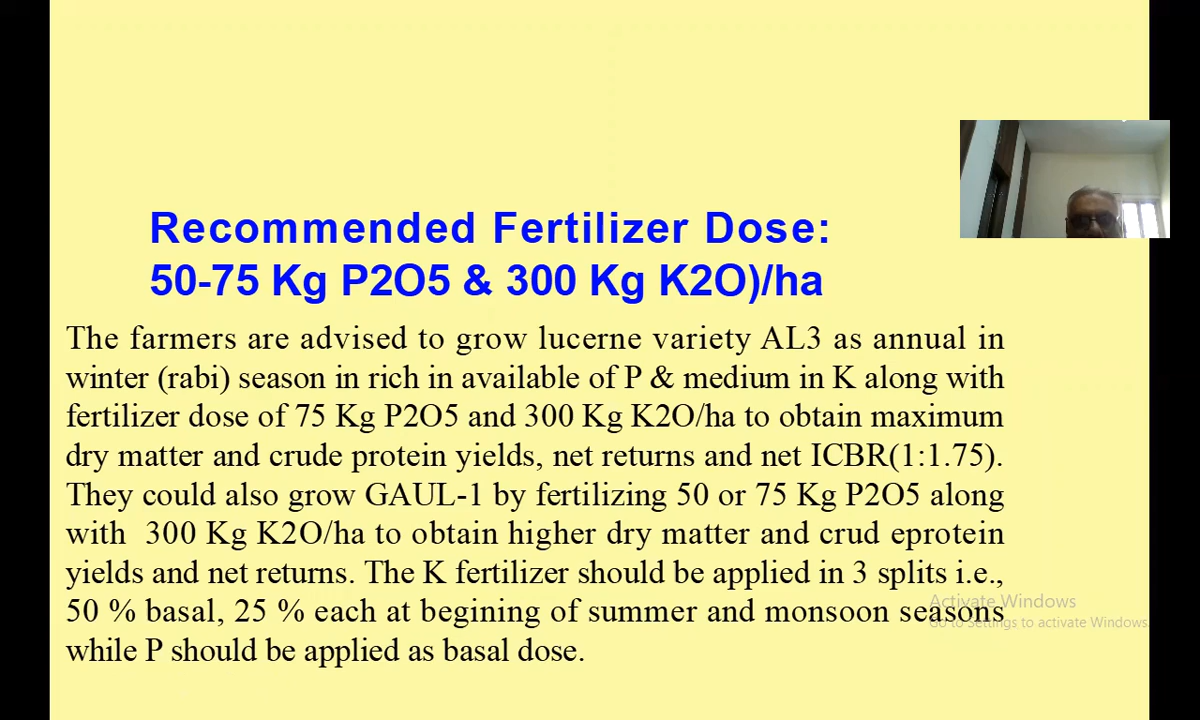 Recommended Fertilizer Dose:
50-75 Kg P2O5 & 300 Kg K2O)/ha
The farmers are advised to grow lucerne variety AL3 as annual in
winter (rabi) season in rich in available of P & medium in K along with
fertilizer dose of 75 Kg P2O5 and 300 Kg K2O/ha to obtain maximum
dry matter and crude protein yields, net returns and net ICBR(1:1.75).
They could also grow GAUL-1 by fertilizing 50 or 75 Kg P2O5 along
with 300 Kg K2O/ha to obtain higher dry matter and crud eprotein
yields and net returns. The K fertilizer should be applied in 3 splits i.e.,
50 % basal, 25 % each at begining of summer and monsoon seasons
while P should be applied as basal dose.
Activate Windows
Go to Settings to activate Windows.